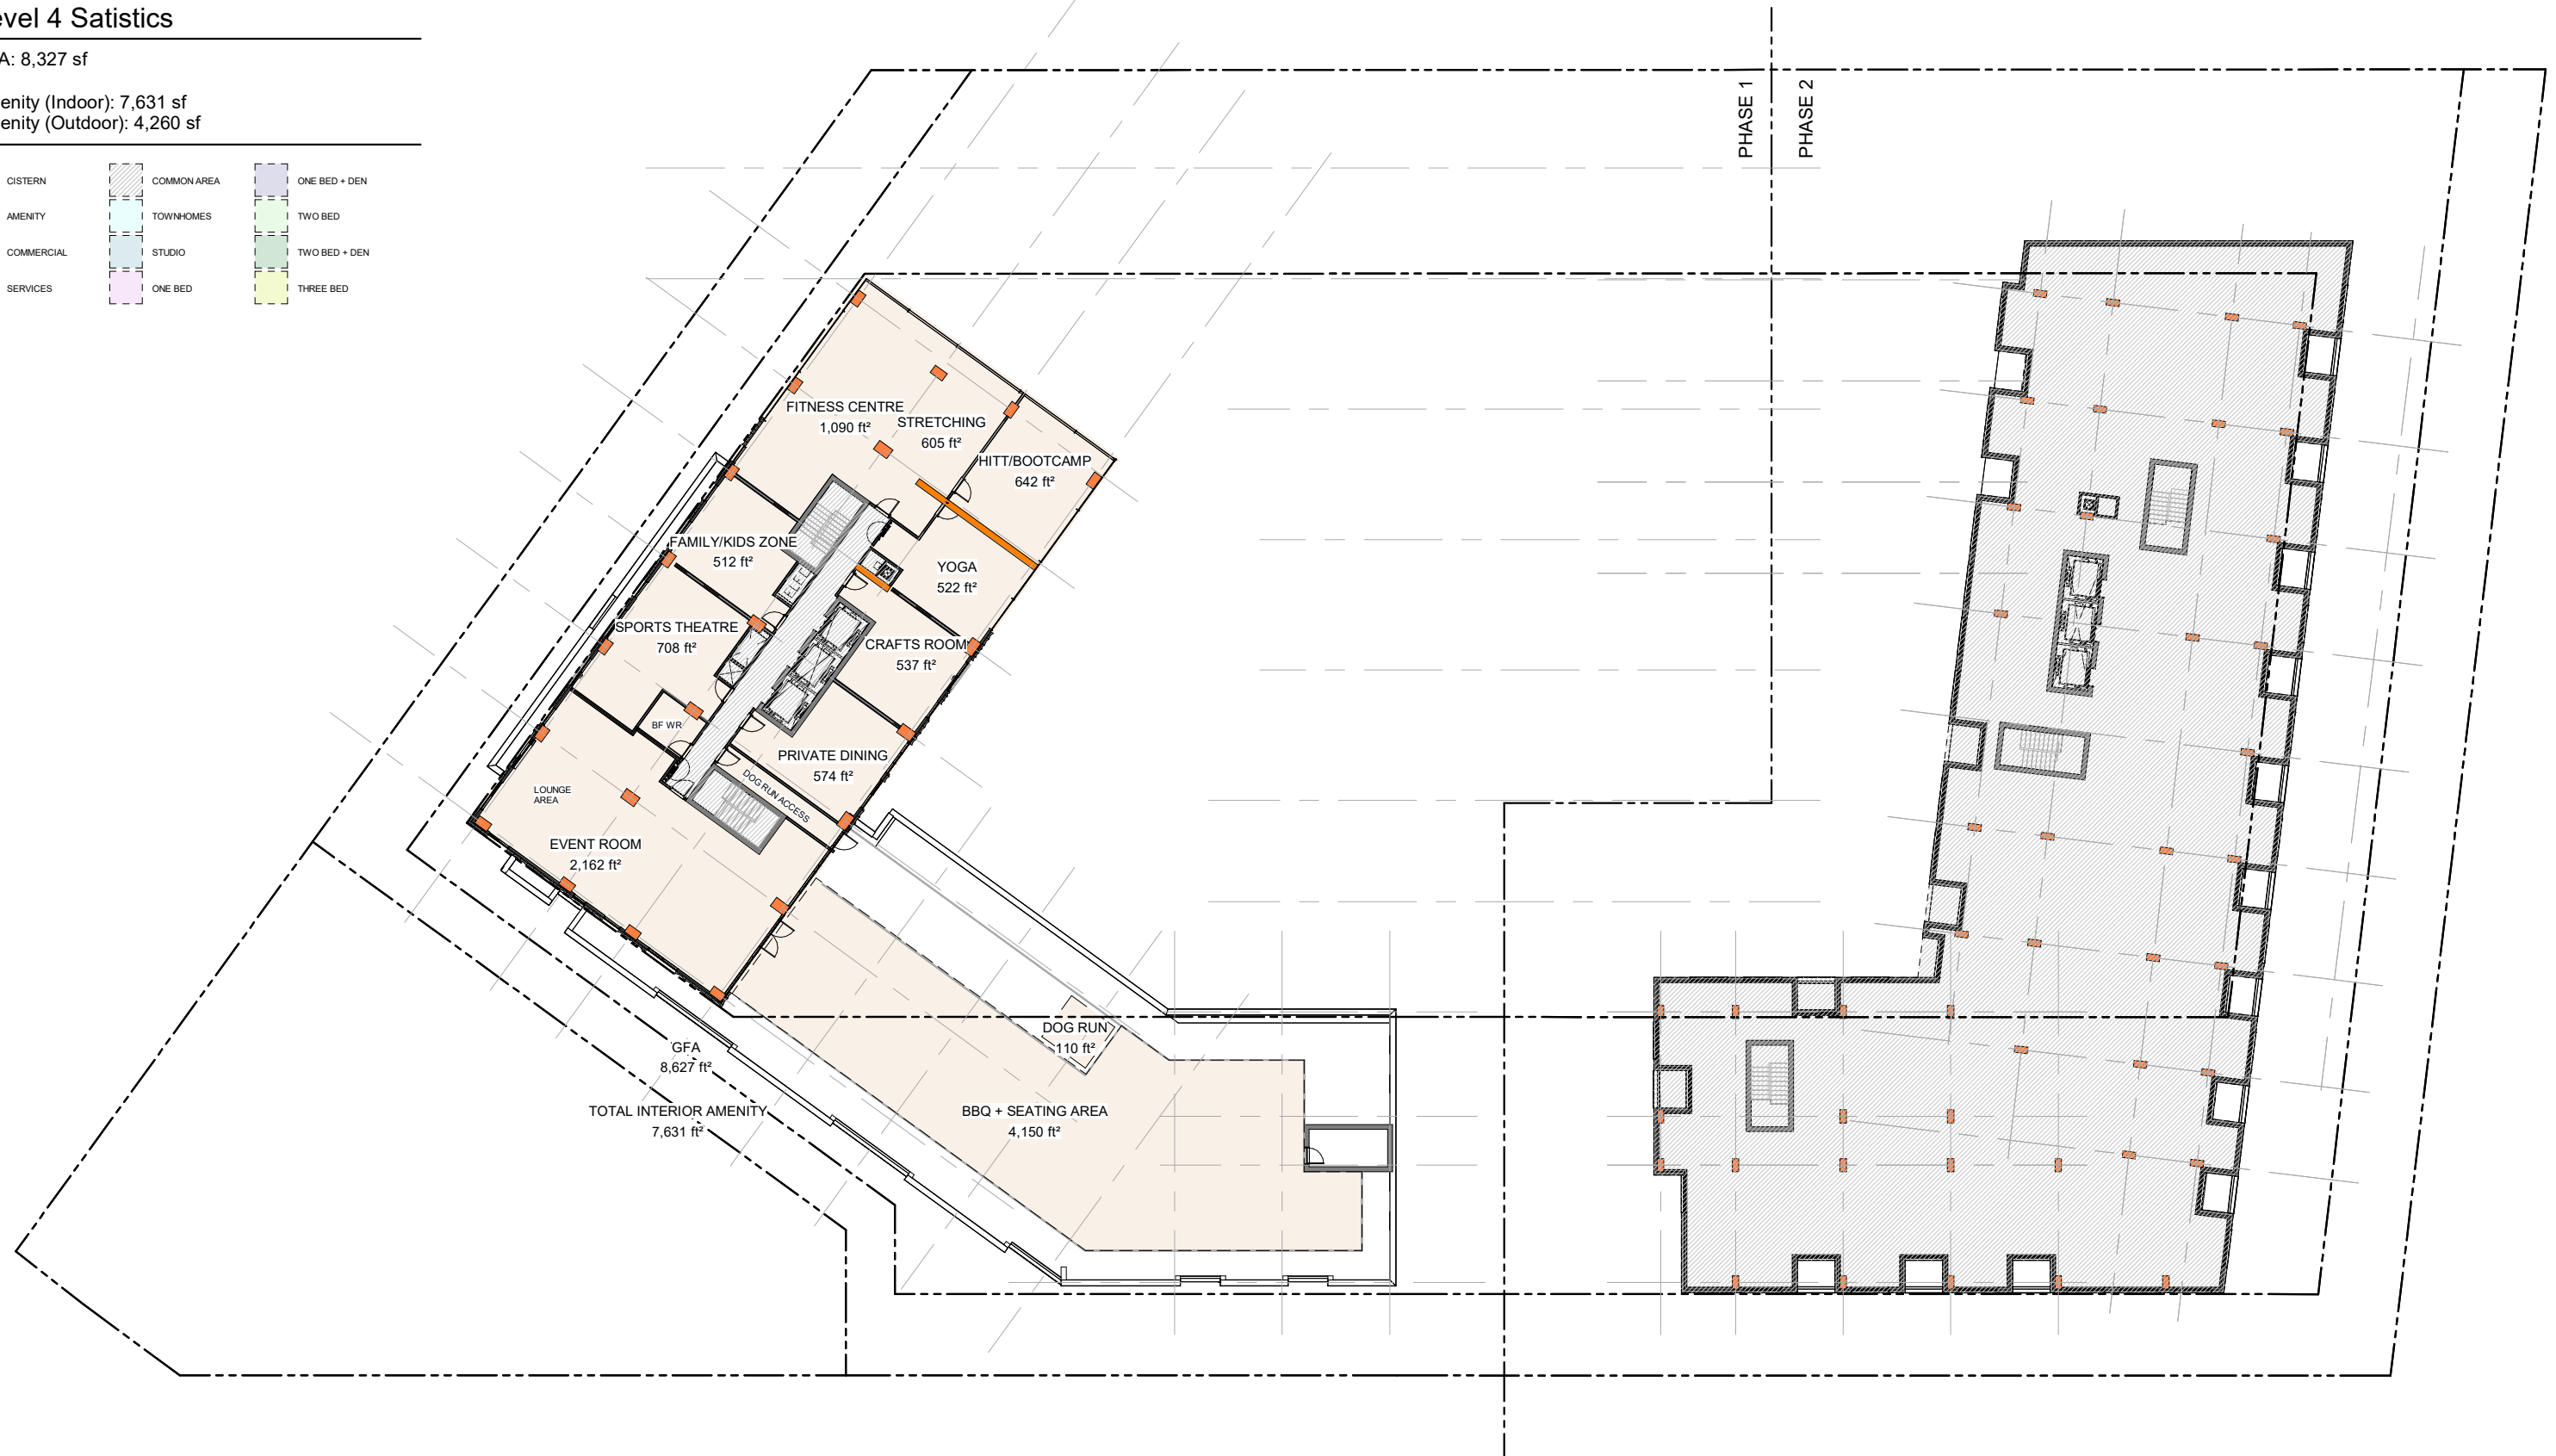 evel 4 Satistics
A: 8,327 sf
enity (Indoor): 7,631 sf
enity (Outdoor): 4,260 sf
CISTERN
COMMON AREA
ONE BED + DEN
AMENITY
TOWNHOMES
TWO BED
COMMERCIAL
STUDIO
TWO BED + DEN
SERVICES
ONE BED
THREE BED
PHASE 1
PHASE 2
FITNESS CENTRE
1,090 ft²
STRETCHING
605 ft²
HITT/BOOTCAMP
642 ft²
FAMILY/KIDS ZONE
512 ft²
ELEC
YOGA
522 ft²
SPORTS THEATRE
708 ft²
CRAFTS ROOM
537 ft²
BF WR
PRIVATE DINING
574 ft²
DOG RUN ACCESS
LOUNGE
AREA
EVENT ROOM
2,162 ft²
DOG RUN
110 ft²
GFA
8,627 ft²
TOTAL INTERIOR AMENITY
7,631 ft²
BBQ + SEATING AREA
4,150 ft²